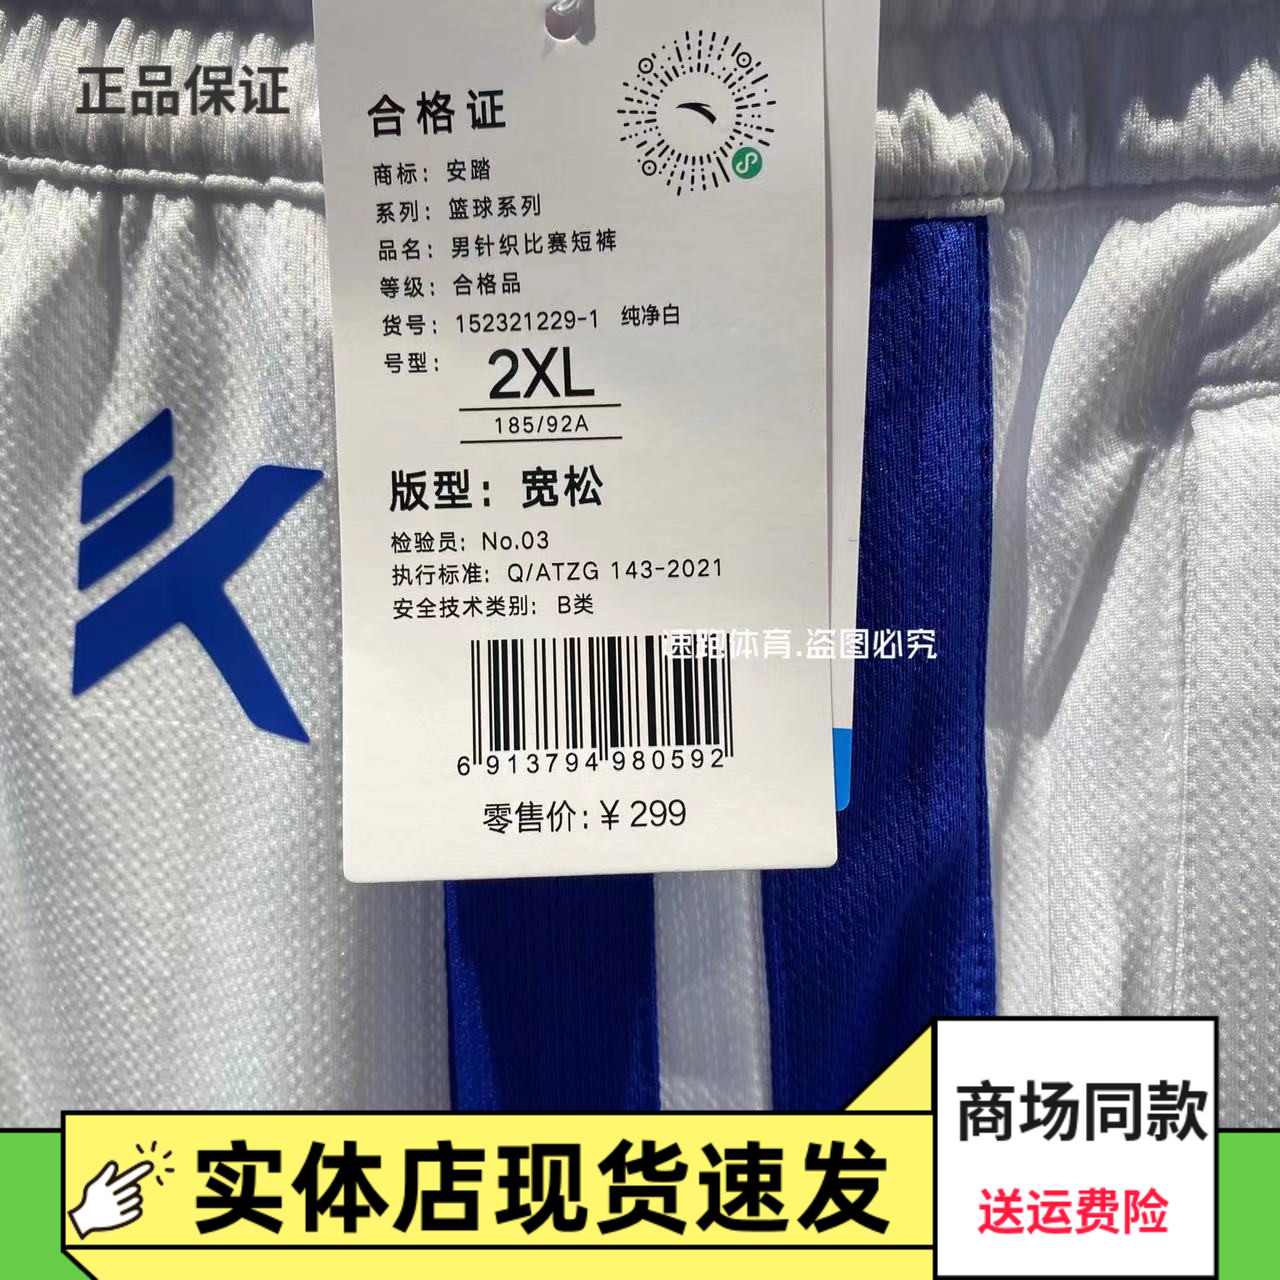 正品保证
合格证
商标：安踏
系列：篮球系列
品名：男针织比赛短裤
等级：合格品
货号：152321229-1 纯净白
号型：
2XL
185/92A
版型：宽松
检验员：No.03
执行标准：Q/ATZG 143-2021
安全技术类别：B类
速跑体育.盗图必究
6 913794 980592
零售价：¥ 299
商场同款
实体店现货速发
送运费险